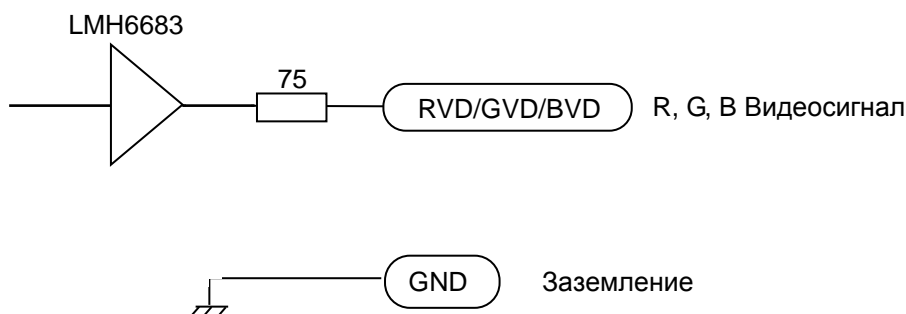 LMH6683
75
RVD/GVD/BVD R, G, B Видеосигнал
GND Заземление